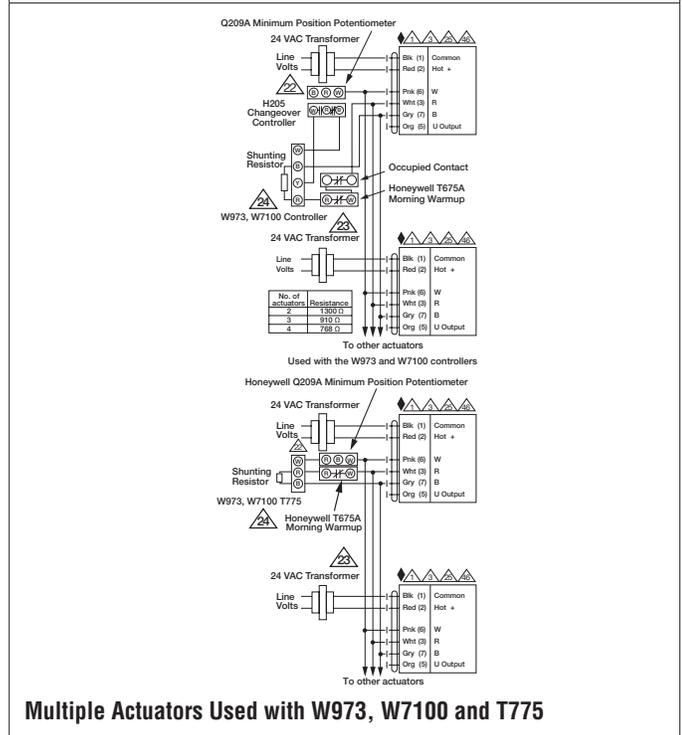 Q209A Minimum Position Potentiometer
24 VAC Transformer
Line
Volts
1 3 25 46
Blk (1) Common
Red (2) Hot +
Pnk (6) W
Wht (3) R
Gry (7) B
Org (5) U Output
22
B R W
H205
Changeover
Controller
W R B
Shunting
Resistor
W
B
Y
R
Occupied Contact
R W
Honeywell T675A
Morning Warmup
24
W973, W7100 Controller
23
24 VAC Transformer
Line
Volts
1 3 25 46
Blk (1) Common
Red (2) Hot +
Pnk (6) W
Wht (3) R
Gry (7) B
Org (5) U Output
No. of actuators Resistance
2 1300 Ω
3 910 Ω
4 768 Ω
To other actuators
Used with the W973 and W7100 controllers
Honeywell Q209A Minimum Position Potentiometer
24 VAC Transformer
Line
Volts
1 3 25 46
Blk (1) Common
Red (2) Hot +
Pnk (6) W
Wht (3) R
Gry (7) B
Org (5) U Output
22
W
R
B
R B W
R W
Shunting
Resistor
W973, W7100 T775
24
Honeywell T675A
Morning Warmup
23
24 VAC Transformer
Line
Volts
1 3 25 46
Blk (1) Common
Red (2) Hot +
Pnk (6) W
Wht (3) R
Gry (7) B
Org (5) U Output
To other actuators
Multiple Actuators Used with W973, W7100 and T775